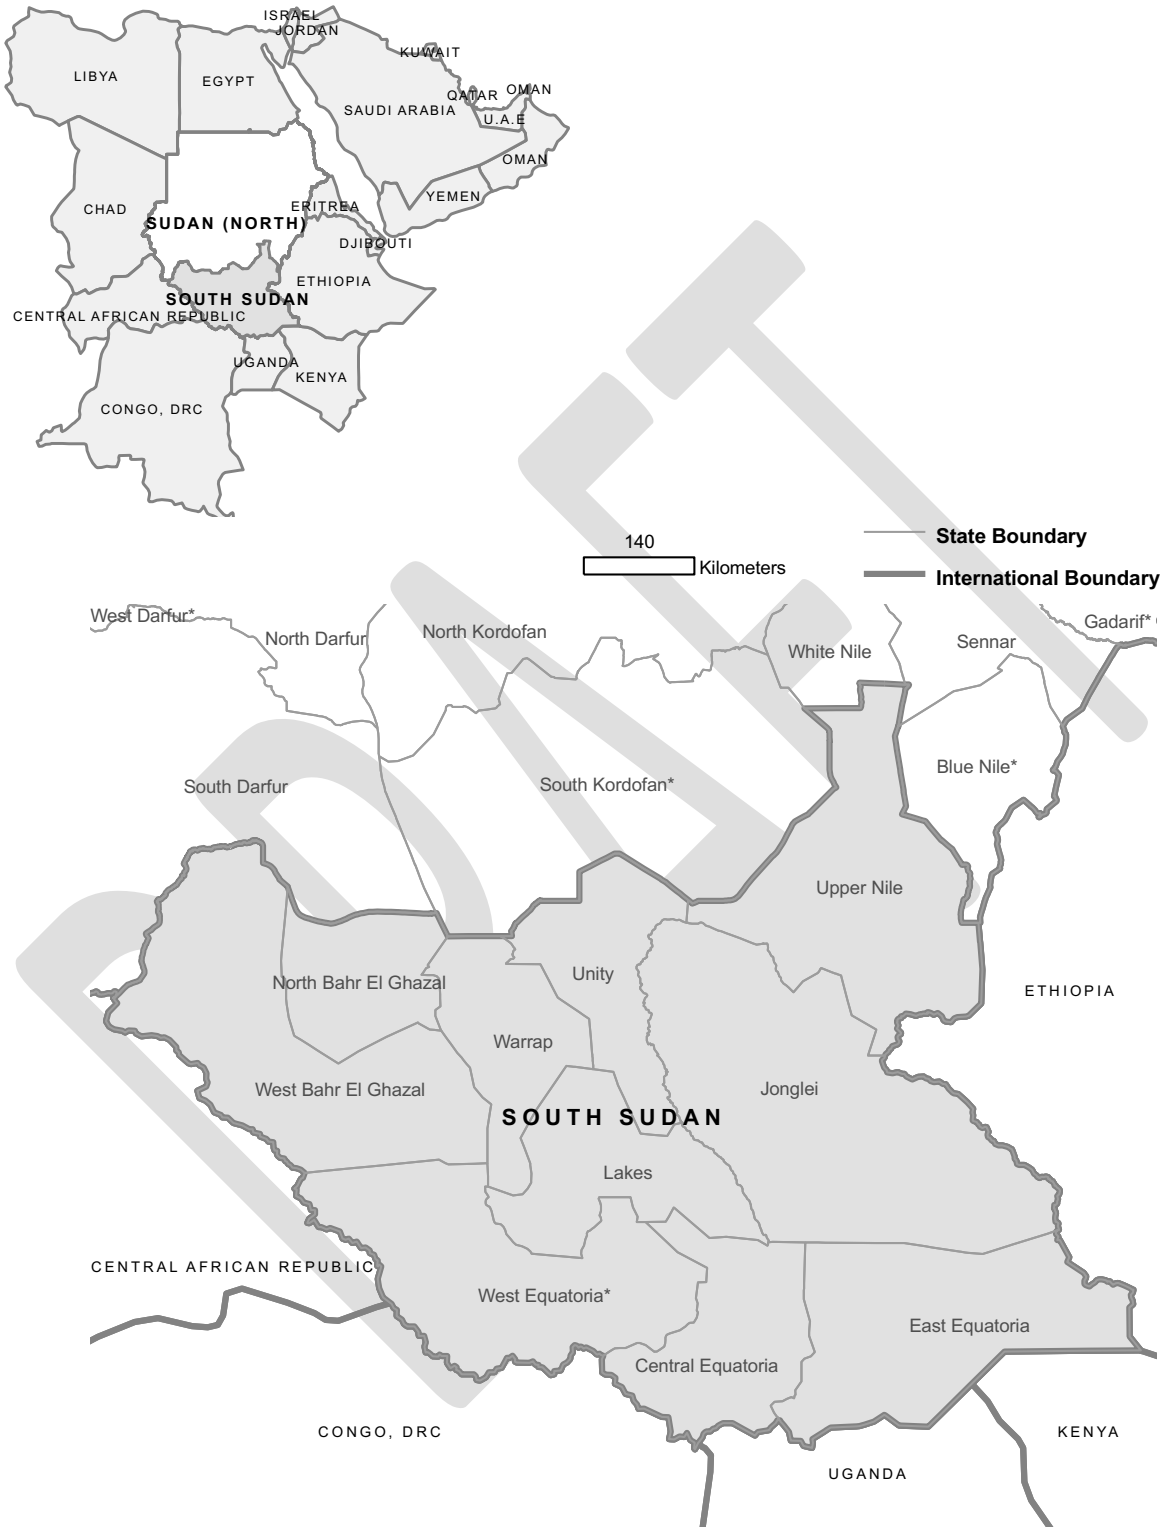 ISRAEL
JORDAN
KUWAIT
LIBYA
EGYPT
QATAR
OMAN
SAUDI ARABIA
U.A.E
OMAN
YEMEN
CHAD
ERITREA
SUDAN (NORTH)
DJIBOUTI
ETHIOPIA
SOUTH SUDAN
CENTRAL AFRICAN REPUBLIC
UGANDA
KENYA
CONGO, DRC
DRAFT
140
Kilometers
State Boundary
International Boundary
West Darfur*
North Darfur
North Kordofan
White Nile
Sennar
Gadarif*
South Darfur
South Kordofan*
Blue Nile*
Upper Nile
North Bahr El Ghazal
Unity
ETHIOPIA
Warrap
West Bahr El Ghazal
Jonglei
SOUTH SUDAN
Lakes
CENTRAL AFRICAN REPUBLIC
West Equatoria*
East Equatoria
Central Equatoria
CONGO, DRC
KENYA
UGANDA